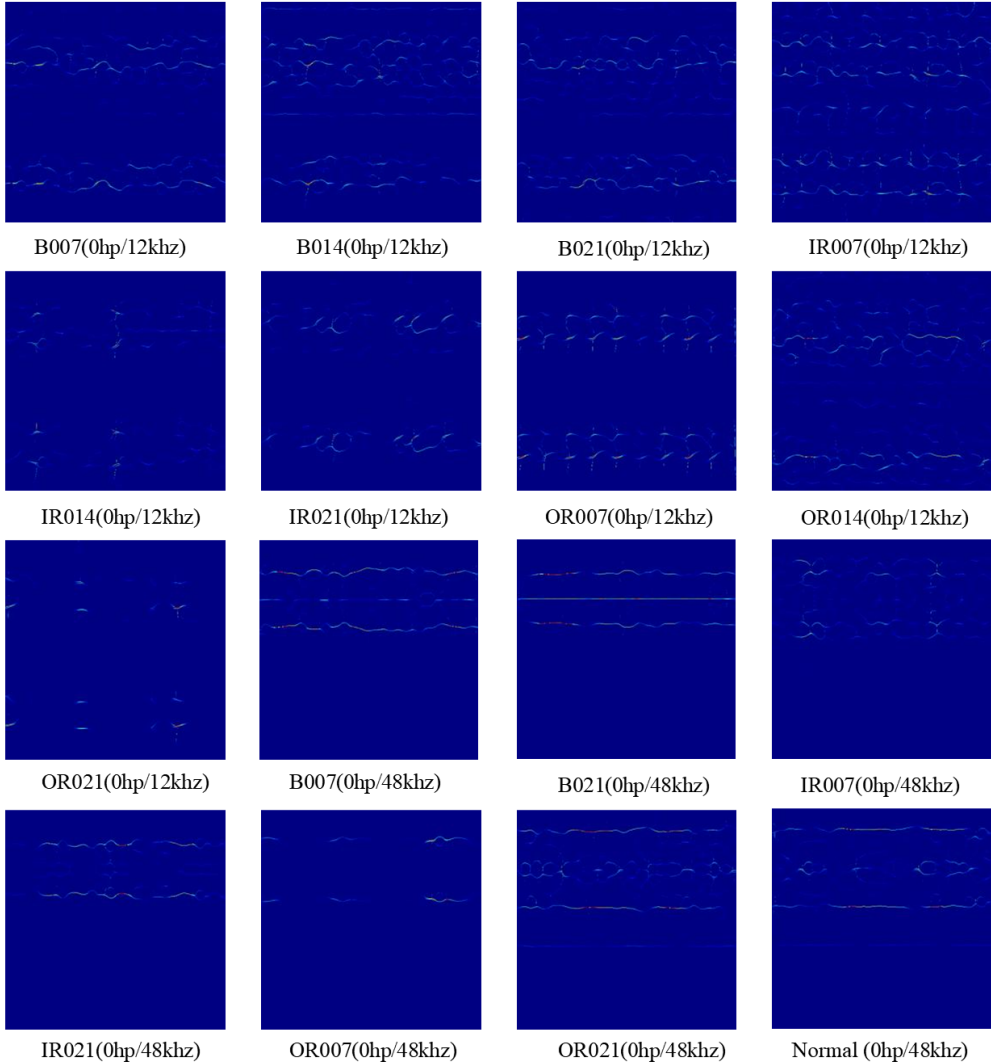 B007(0hp/12khz)
B014(0hp/12khz)
B021(0hp/12khz)
IR007(0hp/12khz)
IR014(0hp/12khz)
IR021(0hp/12khz)
OR007(0hp/12khz)
OR014(0hp/12khz)
OR021(0hp/12khz)
B007(0hp/48khz)
B021(0hp/48khz)
IR007(0hp/48khz)
IR021(0hp/48khz)
OR007(0hp/48khz)
OR021(0hp/48khz)
Normal (0hp/48khz)